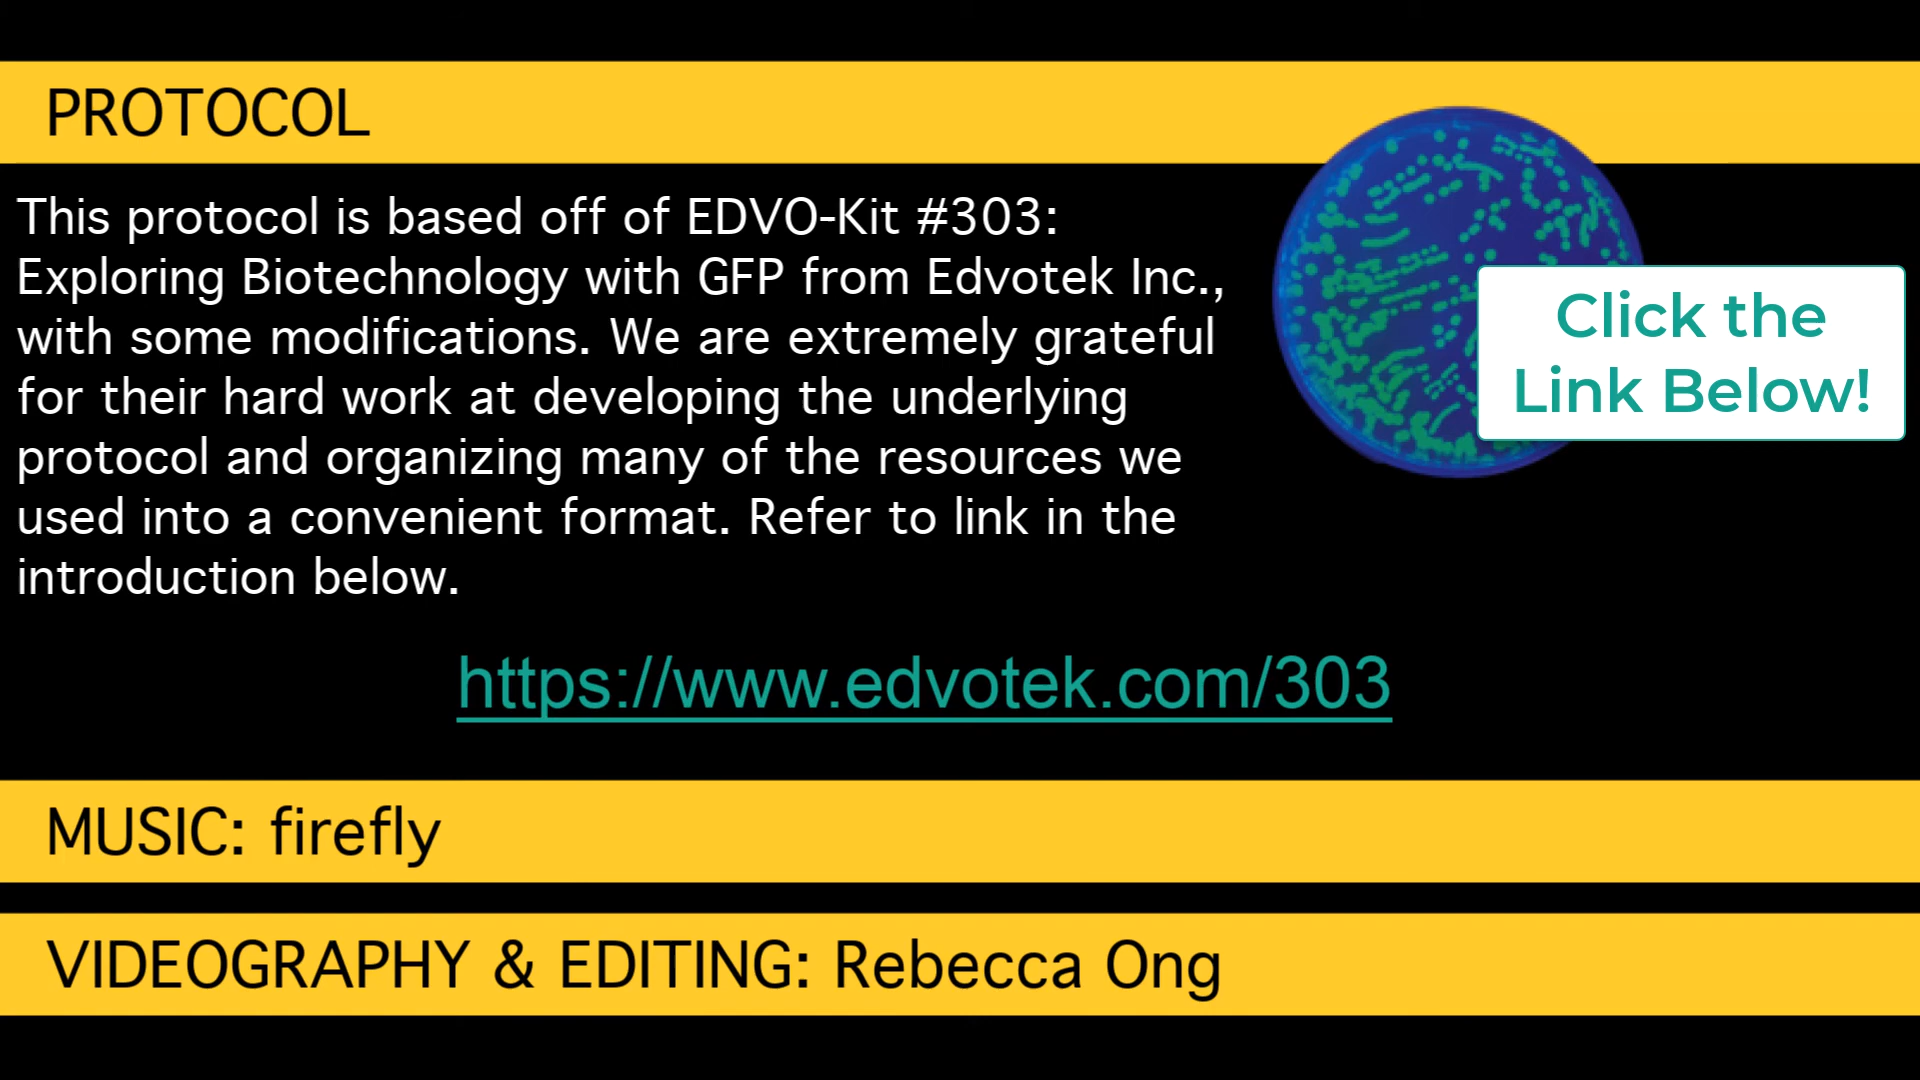 PROTOCOL
This protocol is based off of EDVO-Kit #303:
Exploring Biotechnology with GFP from Edvotek Inc.,
with some modifications. We are extremely grateful
for their hard work at developing the underlying
protocol and organizing many of the resources we
used into a convenient format. Refer to link in the
introduction below.
Click the
Link Below!
https://www.edvotek.com/303
MUSIC: firefly
VIDEOGRAPHY & EDITING: Rebecca Ong